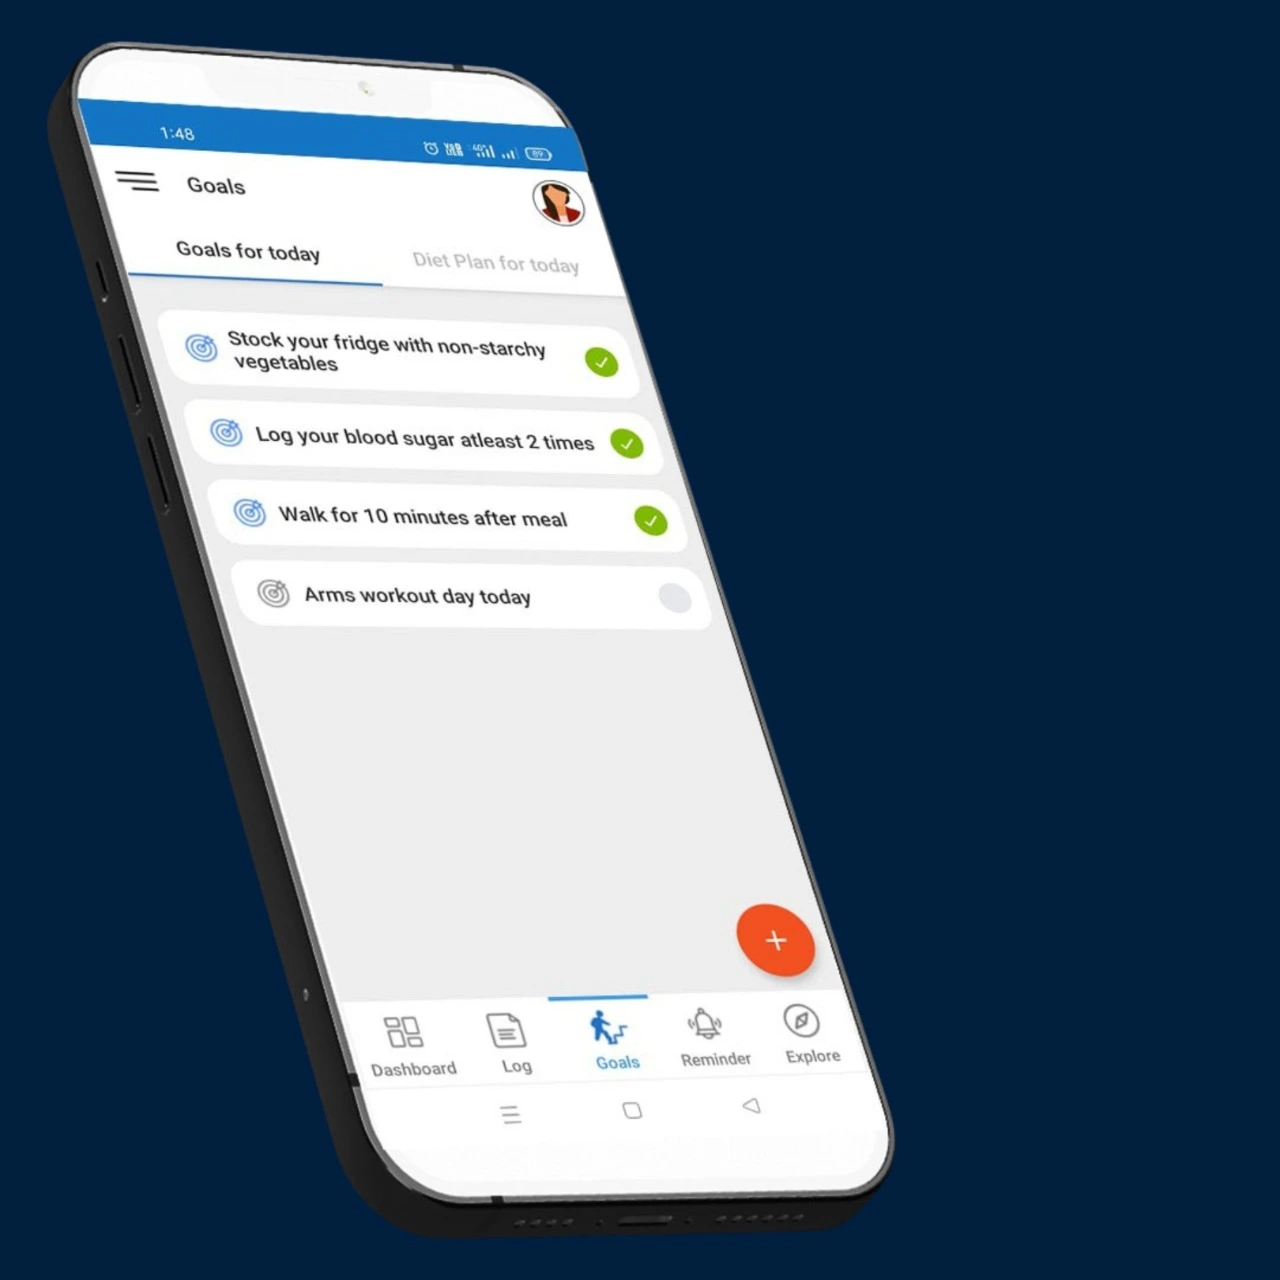 1:48
89
Goals
Goals for today
Diet Plan for today
Stock your fridge with non-starchy
vegetables
Log your blood sugar atleast 2 times
Walk for 10 minutes after meal
Arms workout day today
Dashboard
Log
Goals
Reminder
Explore